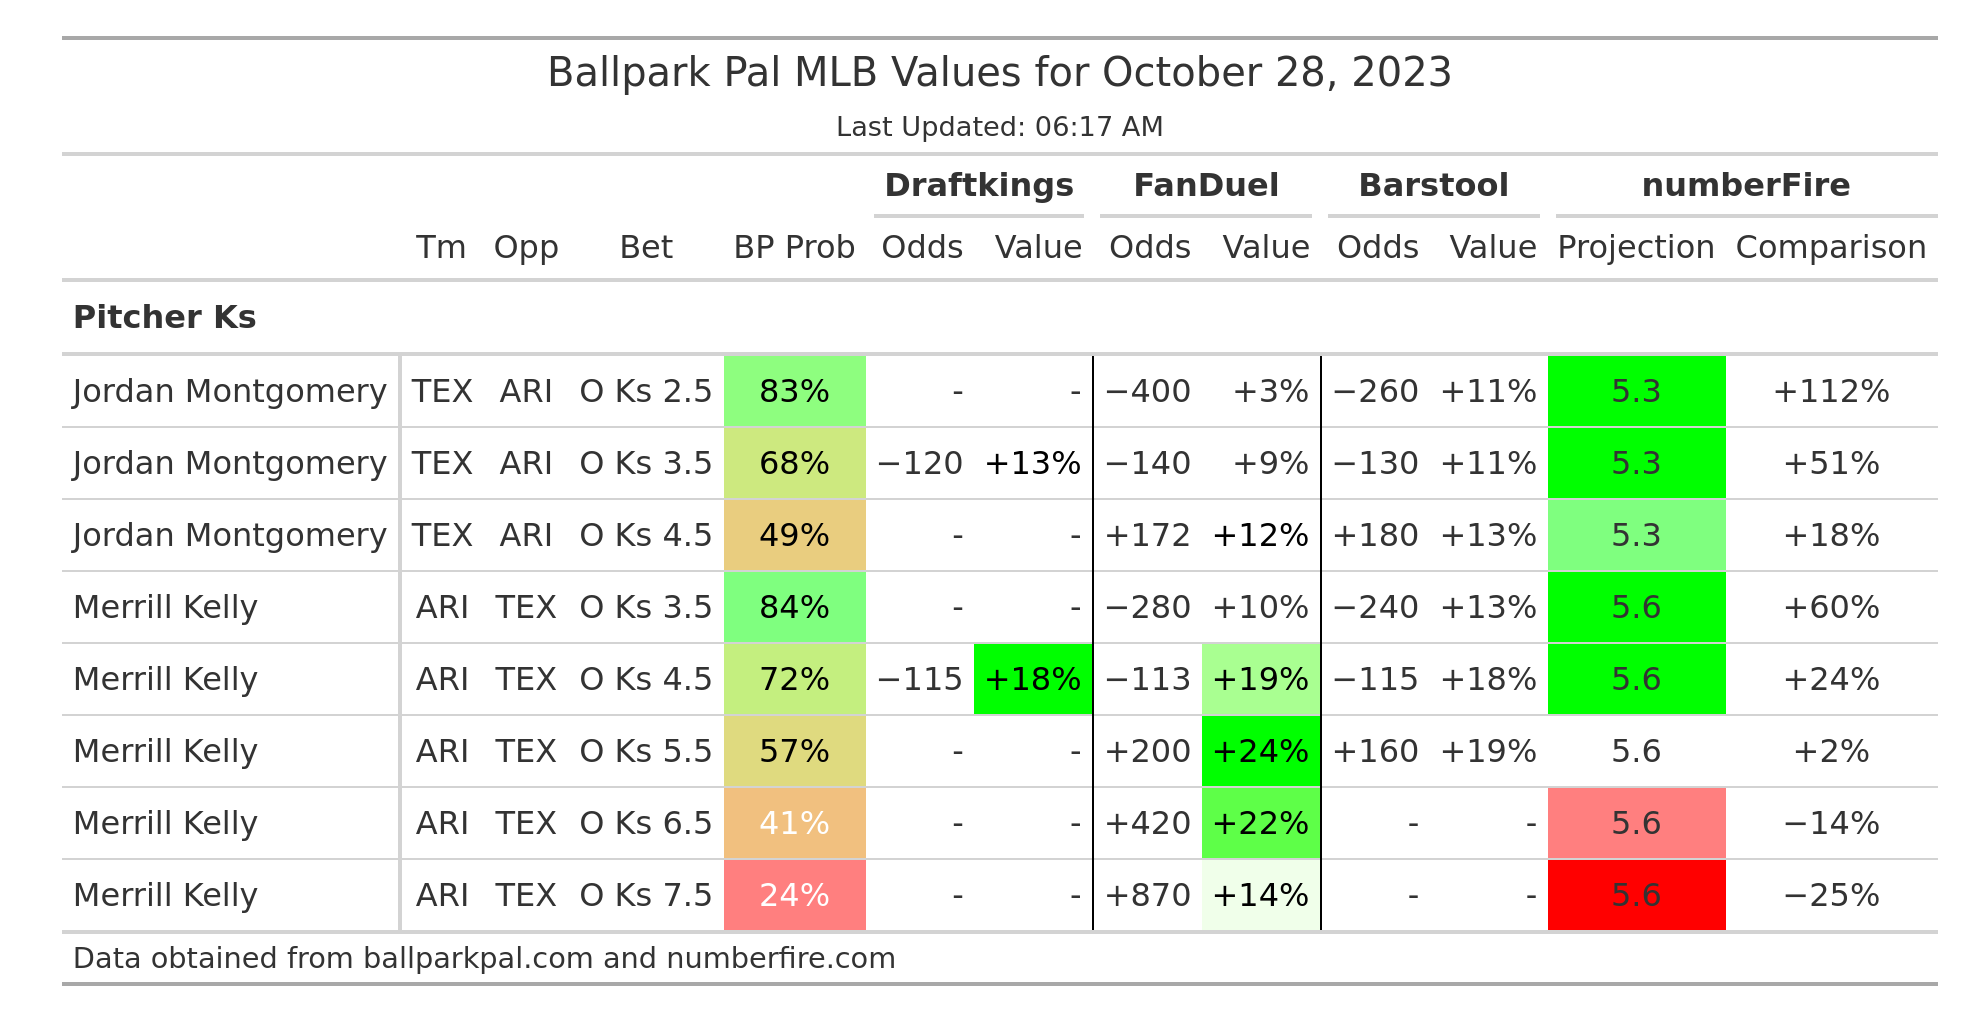 Ballpark Pal MLB Values for October 28, 2023
Last Updated: 06:17 AM
Draftkings FanDuel Barstool numberFire
Tm Opp Bet BP Prob Odds Value Odds Value Odds Value Projection Comparison
Pitcher Ks
Jordan Montgomery TEX ARI O Ks 2.5 83% - - −400 +3% −260 +11% 5.3 +112%
Jordan Montgomery TEX ARI O Ks 3.5 68% −120 +13% −140 +9% −130 +11% 5.3 +51%
Jordan Montgomery TEX ARI O Ks 4.5 49% - - +172 +12% +180 +13% 5.3 +18%
Merrill Kelly ARI TEX O Ks 3.5 84% - - −280 +10% −240 +13% 5.6 +60%
Merrill Kelly ARI TEX O Ks 4.5 72% −115 +18% −113 +19% −115 +18% 5.6 +24%
Merrill Kelly ARI TEX O Ks 5.5 57% - - +200 +24% +160 +19% 5.6 +2%
Merrill Kelly ARI TEX O Ks 6.5 41% - - +420 +22% - - 5.6 −14%
Merrill Kelly ARI TEX O Ks 7.5 24% - - +870 +14% - - 5.6 −25%
Data obtained from ballparkpal.com and numberfire.com